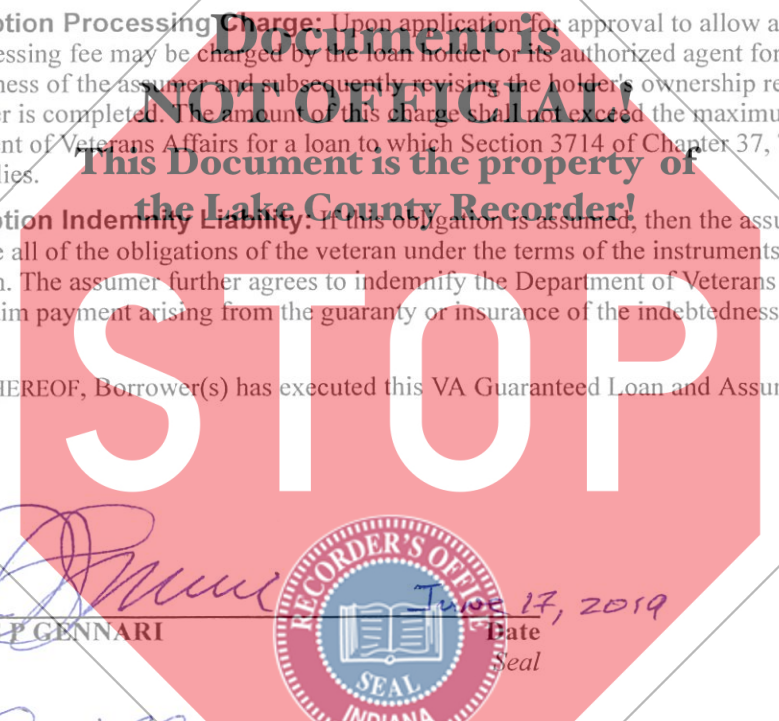 ption Processing Charge: Upon application for approval to allow a
Document is
essing fee may be charged by the loan holder or its authorized agent for
ness of the assumer and subsequently revising the holder's ownership re
NOT OFFICIAL!
er is completed. The amount of this charge shall not exceed the maximu
nt of Veterans Affairs for a loan to which Section 3714 of Chapter 37,
This Document is the property of
lies.
the Lake County Recorder!
ption Indemnity Liability: If this obligation is assumed, then the assu
e all of the obligations of the veteran under the terms of the instruments
n. The assumer further agrees to indemnify the Department of Veterans
im payment arising from the guaranty or insurance of the indebtedness
STOP
HEREOF, Borrower(s) has executed this VA Guaranteed Loan and Assu
RECORDER'S OFFICE
June 17, 2019
P GENNARI
Date
Seal
SEAL
INDIANA